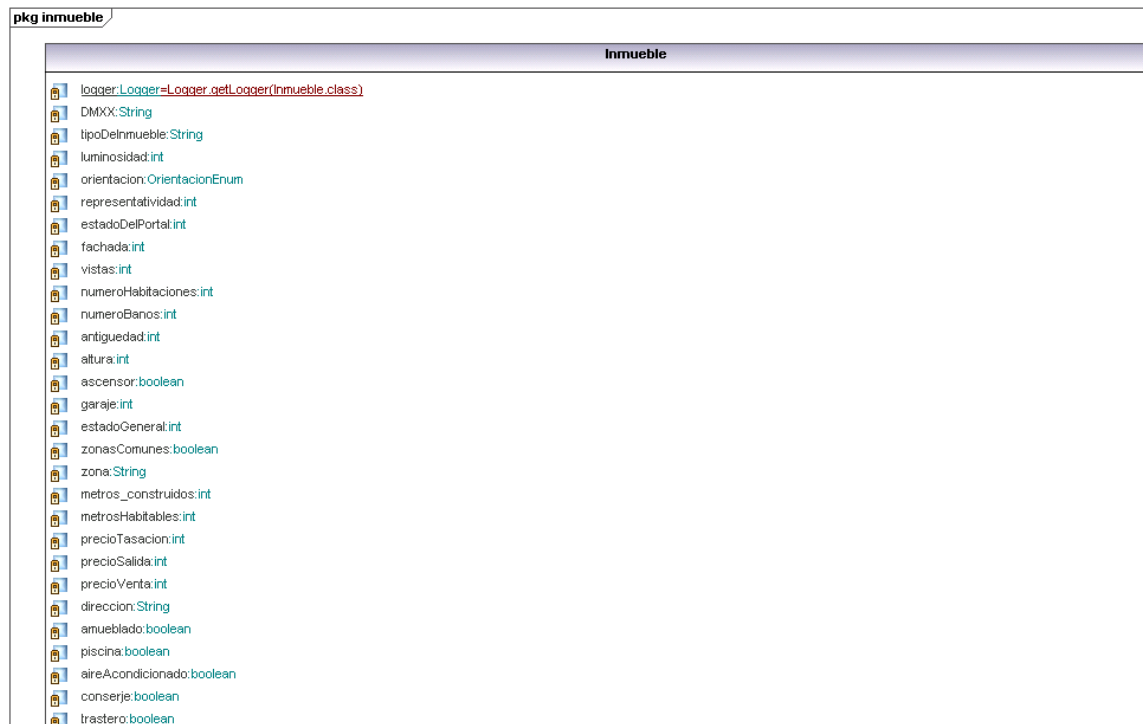 pkg inmueble
Inmueble
logger:Logger=Logger.getLogger(Inmueble.class)
DMXX:String
tipoDeInmueble:String
luminosidad:int
orientacion:OrientacionEnum
representatividad:int
estadoDelPortal:int
fachada:int
vistas:int
numeroHabitaciones:int
numeroBanos:int
antiguedad:int
altura:int
ascensor:boolean
garaje:int
estadoGeneral:int
zonasComunes:boolean
zona:String
metros_construidos:int
metrosHabitables:int
precioTasacion:int
precioSalida:int
precioVenta:int
direccion:String
amueblado:boolean
piscina:boolean
aireAcondicionado:boolean
conserje:boolean
trastero:boolean